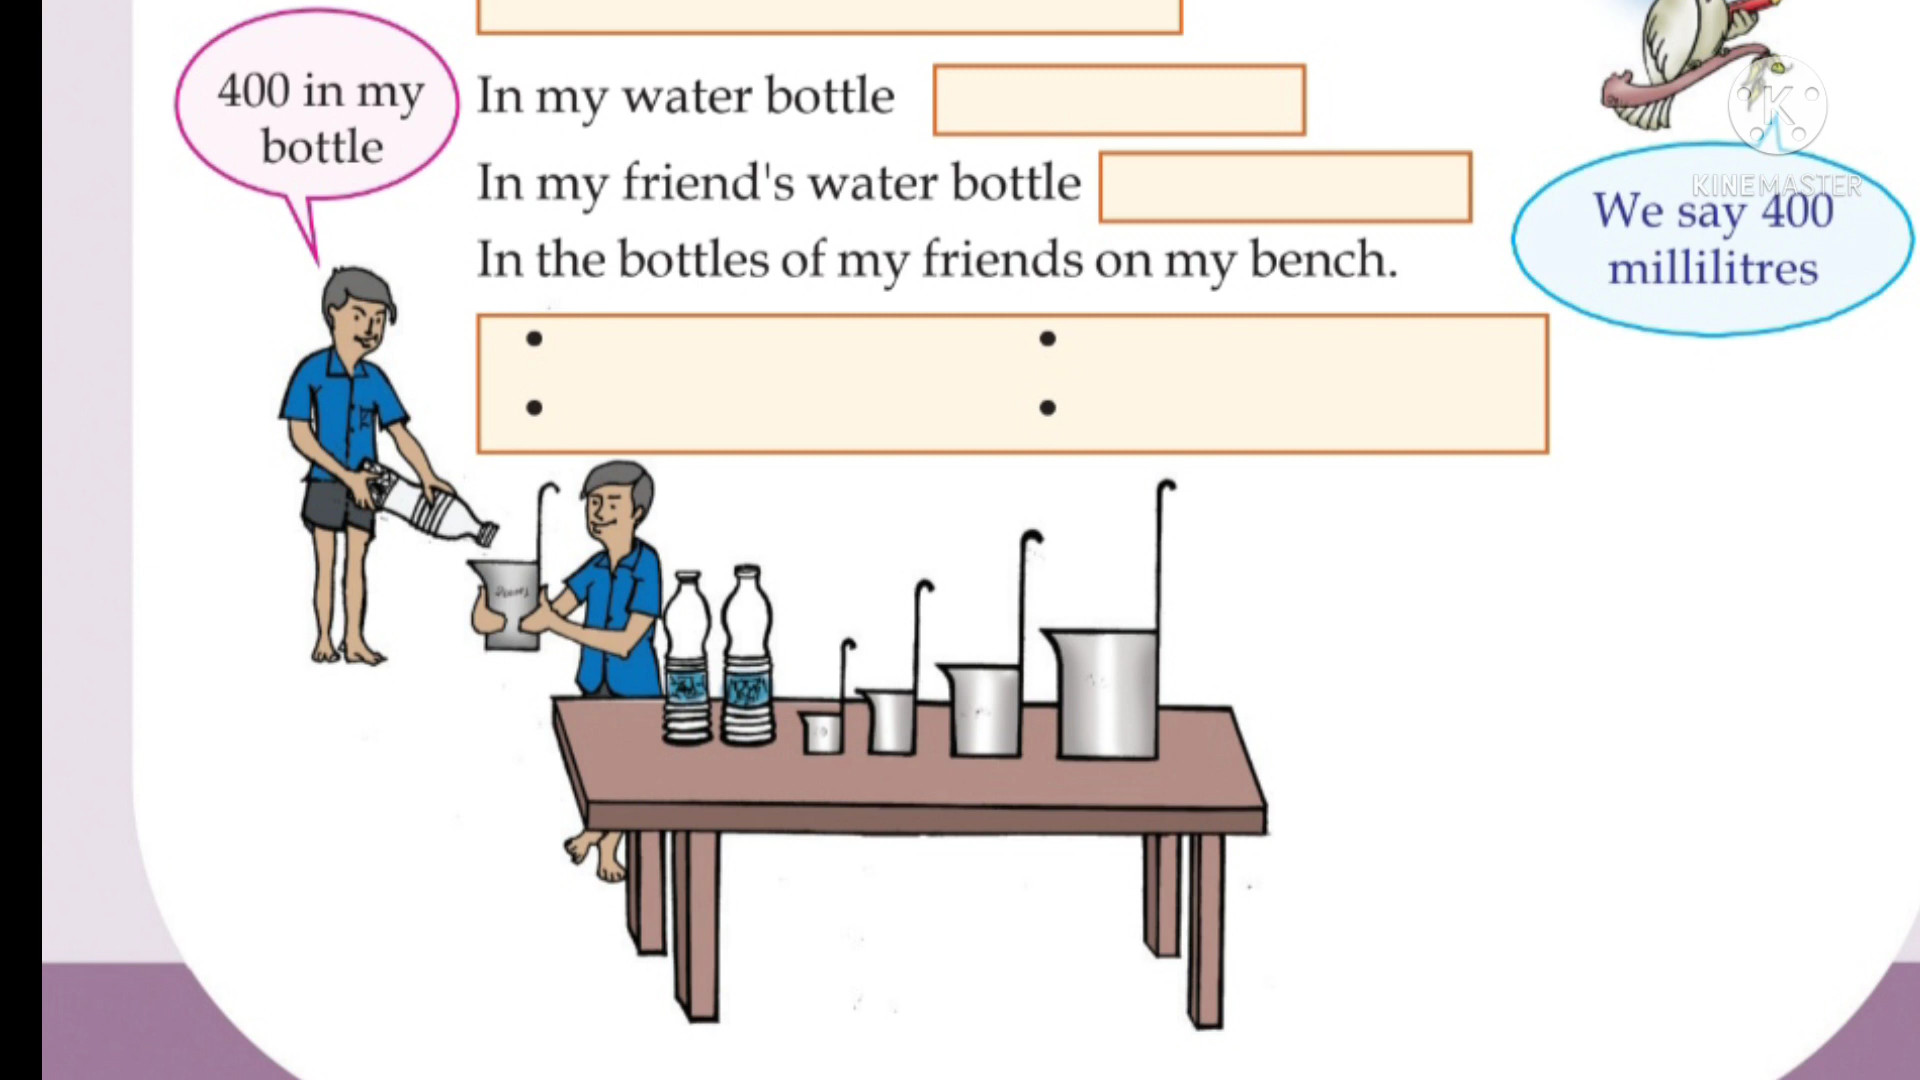 400 in my
bottle
In my water bottle
In my friend's water bottle
In the bottles of my friends on my bench.
KINEMASTER
We say 400
millilitres